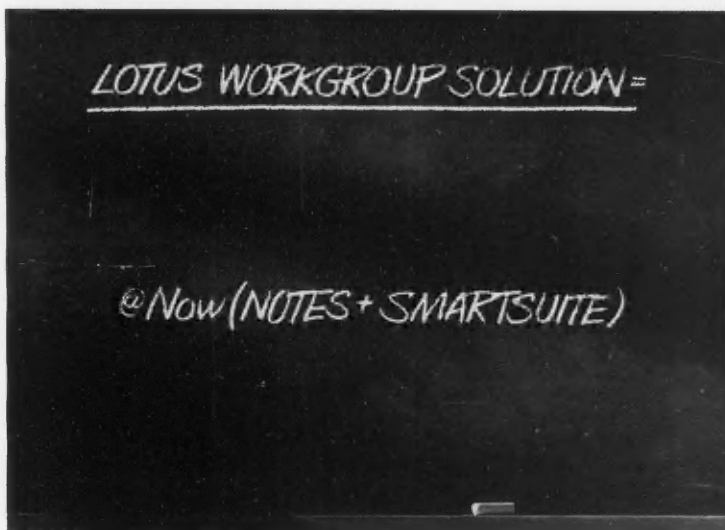 LOTUS WORKGROUP SOLUTION =
@Now (NOTES + SMARTSUITE)